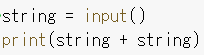 string = input()
print(string + string)